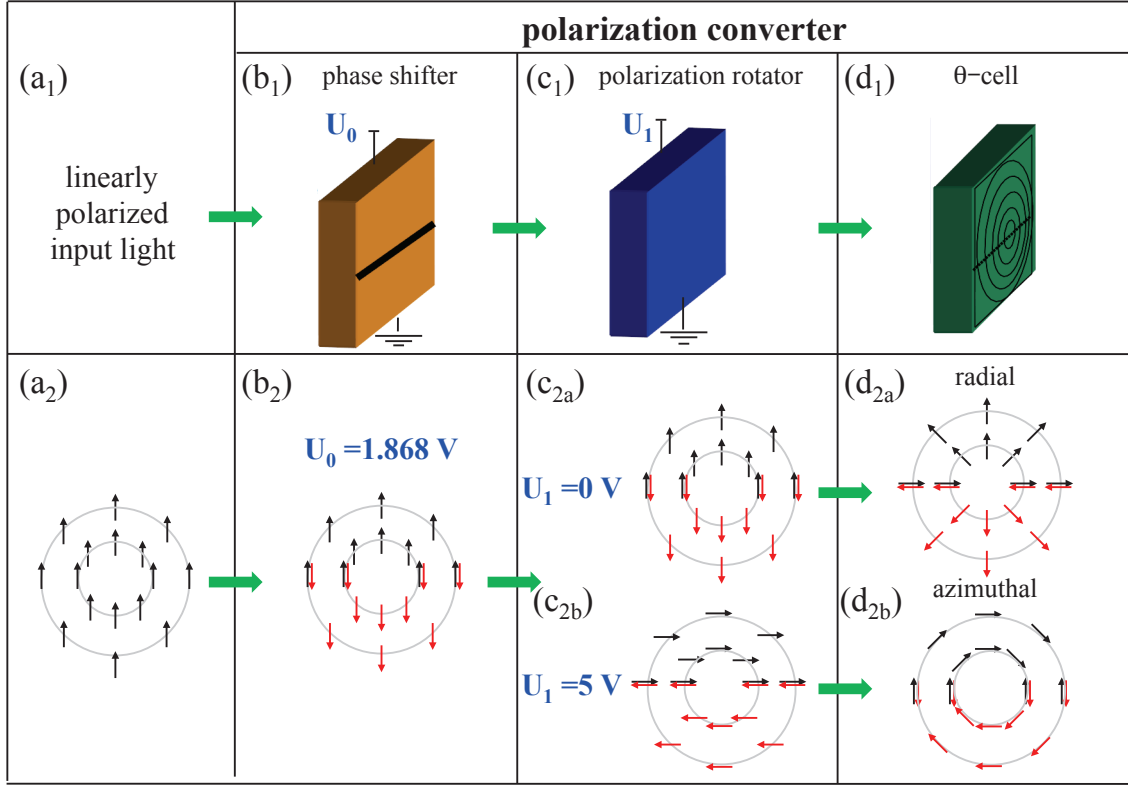 polarization converter
(a₁)
(b₁)
phase shifter
(c₁)
polarization rotator
(d₁)
θ−cell
U₀
U₁
linearly
polarized
input light
(a₂)
(b₂)
U₀ =1.868 V
(c₂ₐ)
U₁ =0 V
(d₂ₐ)
radial
(c₂b)
U₁ =5 V
(d₂b)
azimuthal